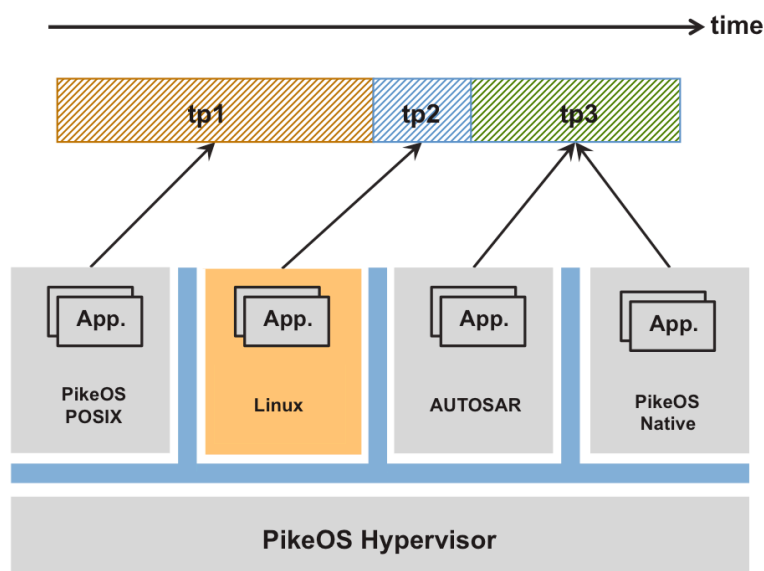 time
tp1
tp2
tp3
App.
App.
App.
App.
PikeOS
POSIX
Linux
AUTOSAR
PikeOS
Native
PikeOS Hypervisor